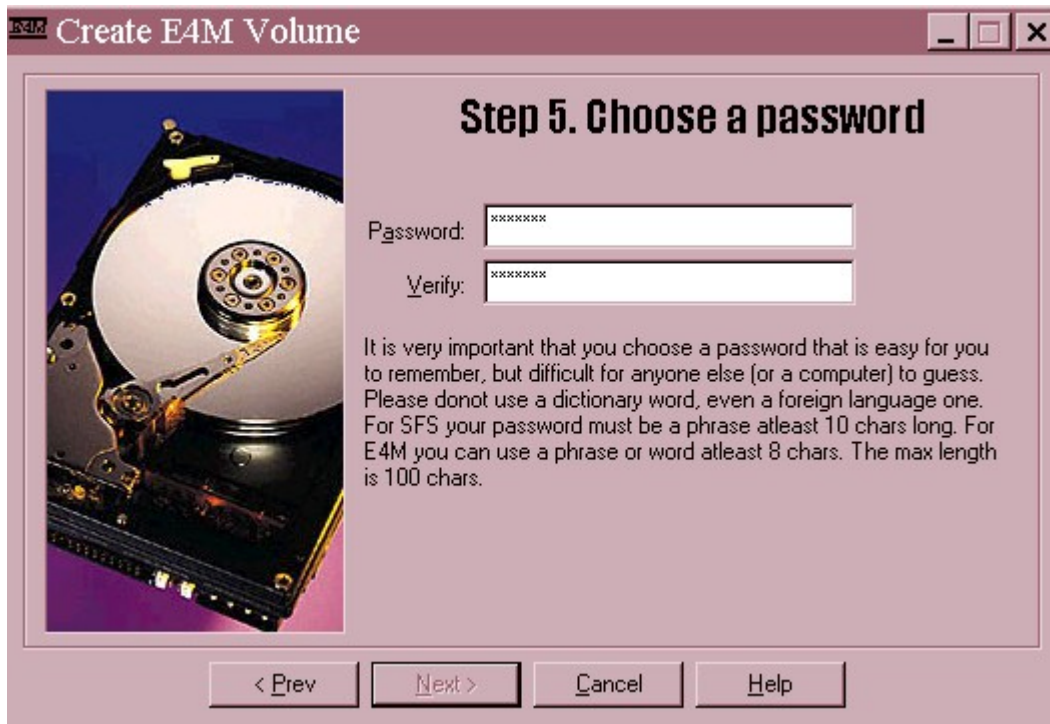 E4M Create E4M Volume
Step 5. Choose a password
Password: *******
Verify: *******
It is very important that you choose a password that is easy for you
to remember, but difficult for anyone else (or a computer) to guess.
Please donot use a dictionary word, even a foreign language one.
For SFS your password must be a phrase atleast 10 chars long. For
E4M you can use a phrase or word atleast 8 chars. The max length
is 100 chars.
< Prev Next > Cancel Help